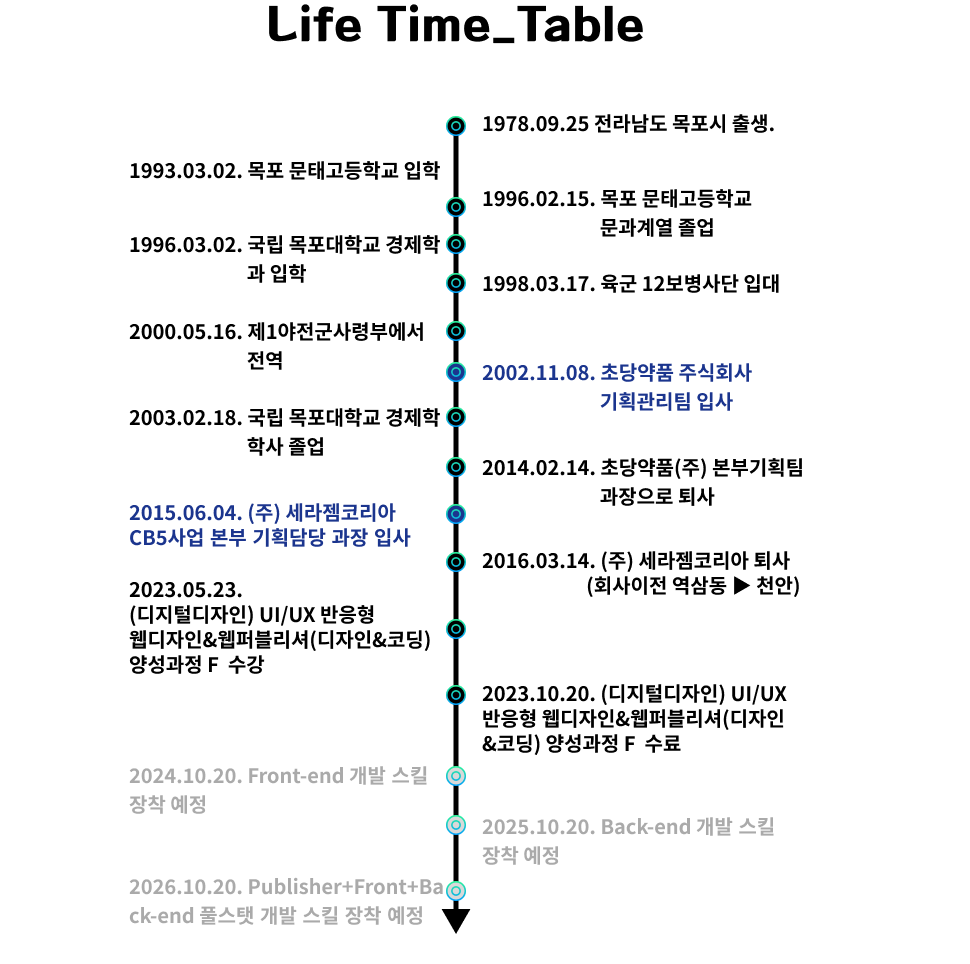 Life Time_Table
1978.09.25 전라남도 목포시 출생.
1993.03.02. 목포 문태고등학교 입학
1996.02.15. 목포 문태고등학교
문과계열 졸업
1996.03.02. 국립 목포대학교 경제학
과 입학
1998.03.17. 육군 12보병사단 입대
2000.05.16. 제1야전군사령부에서
전역
2002.11.08. 초당약품 주식회사
기획관리팀 입사
2003.02.18. 국립 목포대학교 경제학
학사 졸업
2014.02.14. 초당약품(주) 본부기획팀
과장으로 퇴사
2015.06.04. (주) 세라젬코리아
CB5사업 본부 기획담당 과장 입사
2016.03.14. (주) 세라젬코리아 퇴사
(회사이전 역삼동 ▶ 천안)
2023.05.23.
(디지털디자인) UI/UX 반응형
웹디자인&웹퍼블리셔(디자인&코딩)
양성과정 F 수강
2023.10.20. (디지털디자인) UI/UX
반응형 웹디자인&웹퍼블리셔(디자인
&코딩) 양성과정 F 수료
2024.10.20. Front-end 개발 스킬
장착 예정
2025.10.20. Back-end 개발 스킬
장착 예정
2026.10.20. Publisher+Front+Ba
ck-end 풀스탯 개발 스킬 장착 예정